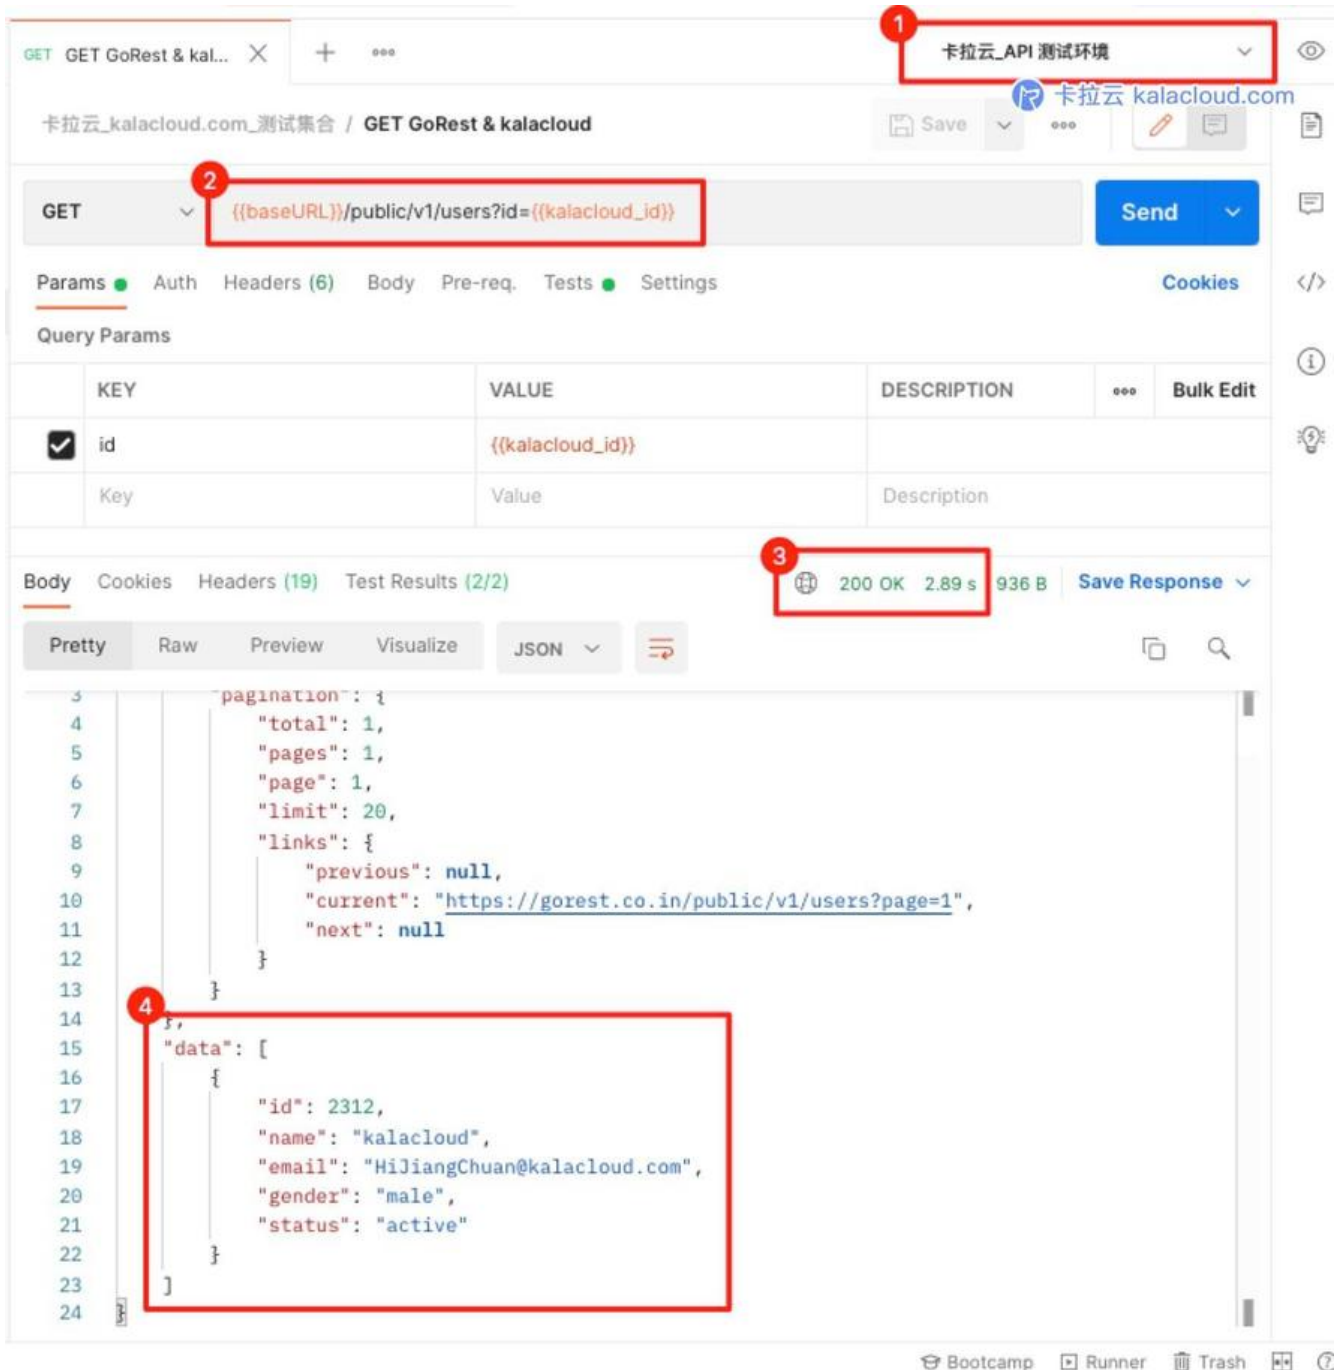 GET GET GoRest & kal...
1
卡拉云_API 测试环境
卡拉云 kalacloud.com
卡拉云_kalacloud.com_测试集合 / GET GoRest & kalacloud
Save
2
GET {{baseURL}}/public/v1/users?id={{kalacloud_id}}
Send
Params Auth Headers (6) Body Pre-req. Tests Settings Cookies
Query Params
KEY VALUE DESCRIPTION Bulk Edit
id {{kalacloud_id}}
Key Value Description
3
Body Cookies Headers (19) Test Results (2/2) 200 OK 2.89 s 936 B Save Response
Pretty Raw Preview Visualize JSON
3 "pagination": {
4 "total": 1,
5 "pages": 1,
6 "page": 1,
7 "limit": 20,
8 "links": {
9 "previous": null,
10 "current": "https://gorest.co.in/public/v1/users?page=1",
11 "next": null
12 }
13 }
4
14 },
15 "data": [
16 {
17 "id": 2312,
18 "name": "kalacloud",
19 "email": "HiJiangChuan@kalacloud.com",
20 "gender": "male",
21 "status": "active"
22 }
23 ]
24 }
Bootcamp Runner Trash